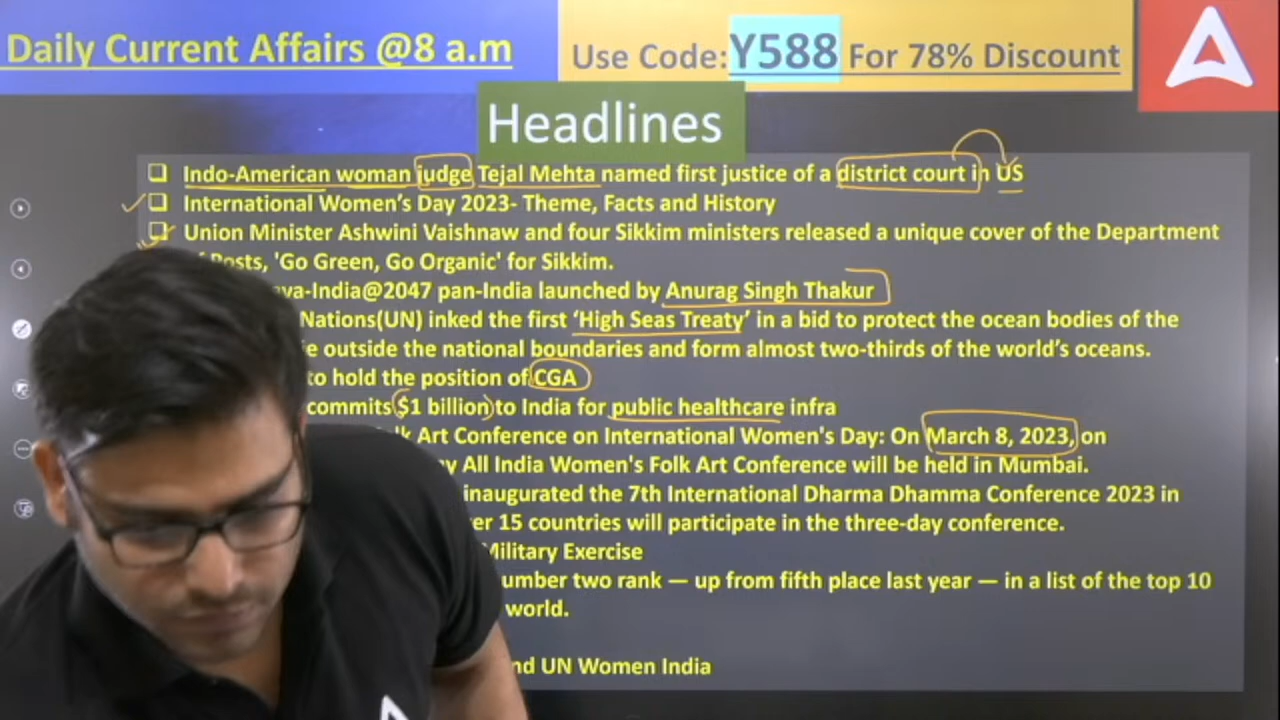 Daily Current Affairs @8 a.m
Use Code:Y588 For 78% Discount
Headlines
Indo-American woman judge Tejal Mehta named first justice of a district court in US
International Women's Day 2023- Theme, Facts and History
Union Minister Ashwini Vaishnaw and four Sikkim ministers released a unique cover of the Department
Posts, 'Go Green, Go Organic' for Sikkim.
India@2047 pan-India launched by Anurag Singh Thakur
Nations(UN) inked the first 'High Seas Treaty' in a bid to protect the ocean bodies of the
outside the national boundaries and form almost two-thirds of the world's oceans.
to hold the position of CGA
commits $1 billion to India for public healthcare infra
Art Conference on International Women's Day: On March 8, 2023, on
All India Women's Folk Art Conference will be held in Mumbai.
inaugurated the 7th International Dharma Dhamma Conference 2023 in
15 countries will participate in the three-day conference.
Military Exercise
number two rank — up from fifth place last year — in a list of the top 10
world.
UN Women India